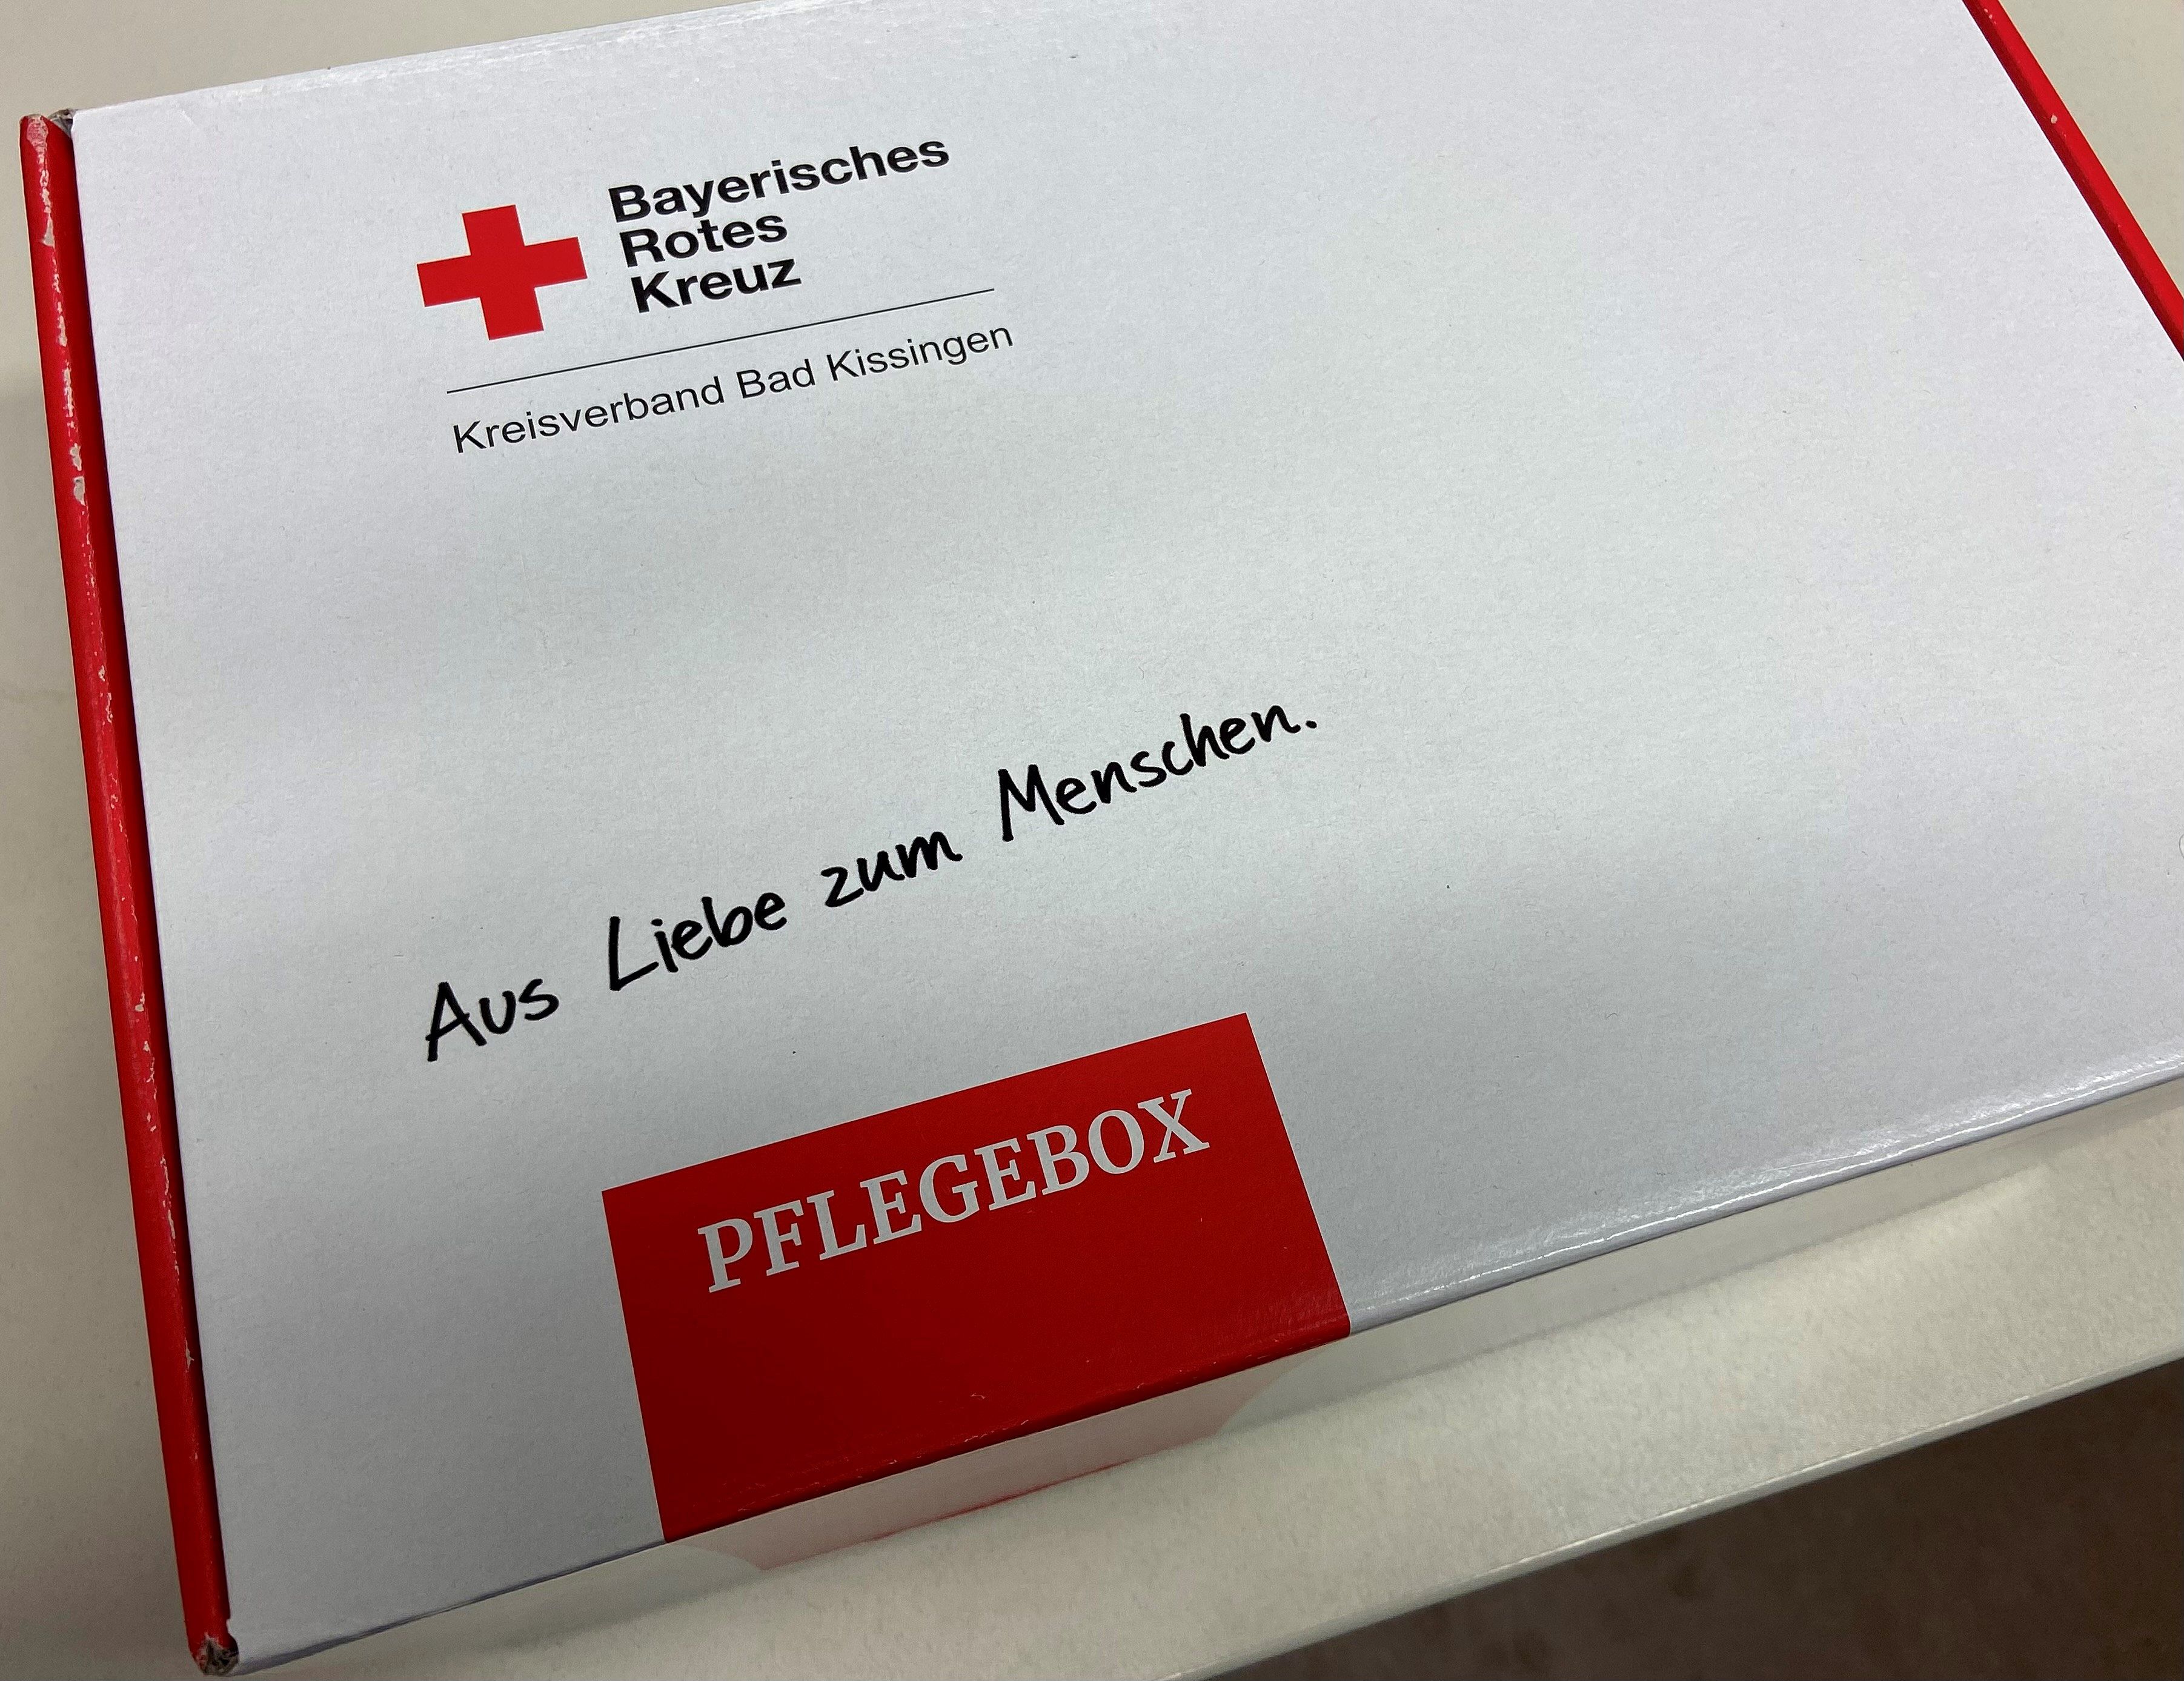 Bayerisches
Rotes
Kreuz
Kreisverband Bad Kissingen
Aus Liebe zum Menschen.
PFLEGEBOX